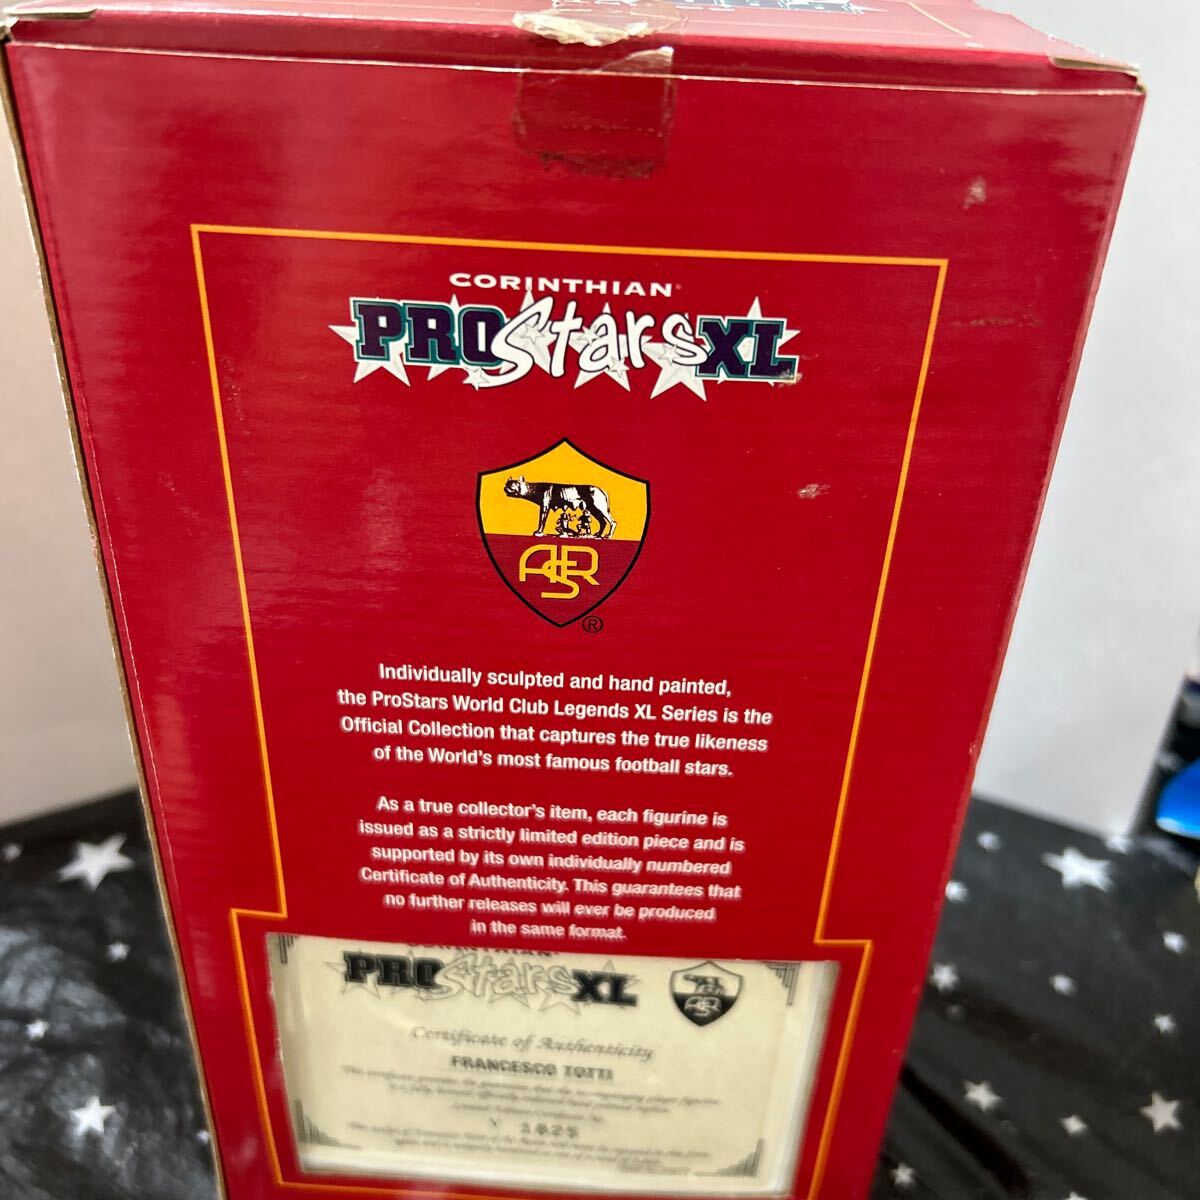 CORINTHIAN
PROStarsXL
ASR
®
Individually sculpted and hand painted,
the ProStars World Club Legends XL Series is the
Official Collection that captures the true likeness
of the World's most famous football stars.
As a true collector's item, each figurine is
issued as a strictly limited edition piece and is
supported by its own individually numbered
Certificate of Authenticity. This guarantees that
no further releases will ever be produced
in the same format.
CORINTHIAN
PROStarsXL
ASR
Certificate of Authenticity
FRANCESCO TOTTI
1825